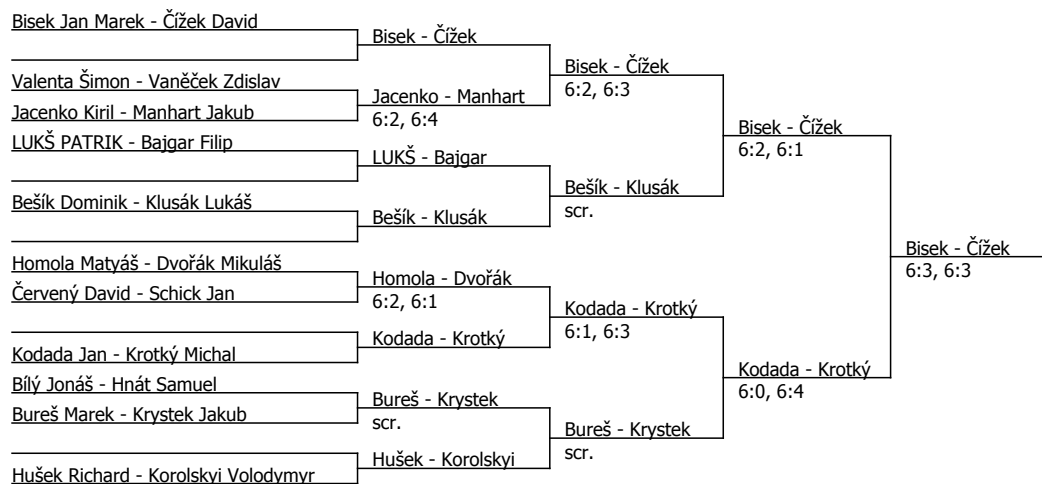 Bisek Jan Marek - Čížek David
Valenta Šimon - Vaněček Zdislav
Jacenko Kiril - Manhart Jakub
LUKŠ PATRIK - Bajgar Filip
Bešík Dominik - Klusák Lukáš
Homola Matyáš - Dvořák Mikuláš
Červený David - Schick Jan
Kodada Jan - Krotký Michal
Bílý Jonáš - Hnát Samuel
Bureš Marek - Krystek Jakub
Hušek Richard - Korolskyi Volodymyr
Bisek - Čížek
Jacenko - Manhart
6:2, 6:4
LUKŠ - Bajgar
Bešík - Klusák
Homola - Dvořák
6:2, 6:1
Kodada - Krotký
Bureš - Krystek
scr.
Hušek - Korolskyi
Bisek - Čížek
6:2, 6:3
Bešík - Klusák
scr.
Kodada - Krotký
6:1, 6:3
Bureš - Krystek
scr.
Bisek - Čížek
6:2, 6:1
Kodada - Krotký
6:0, 6:4
Bisek - Čížek
6:3, 6:3